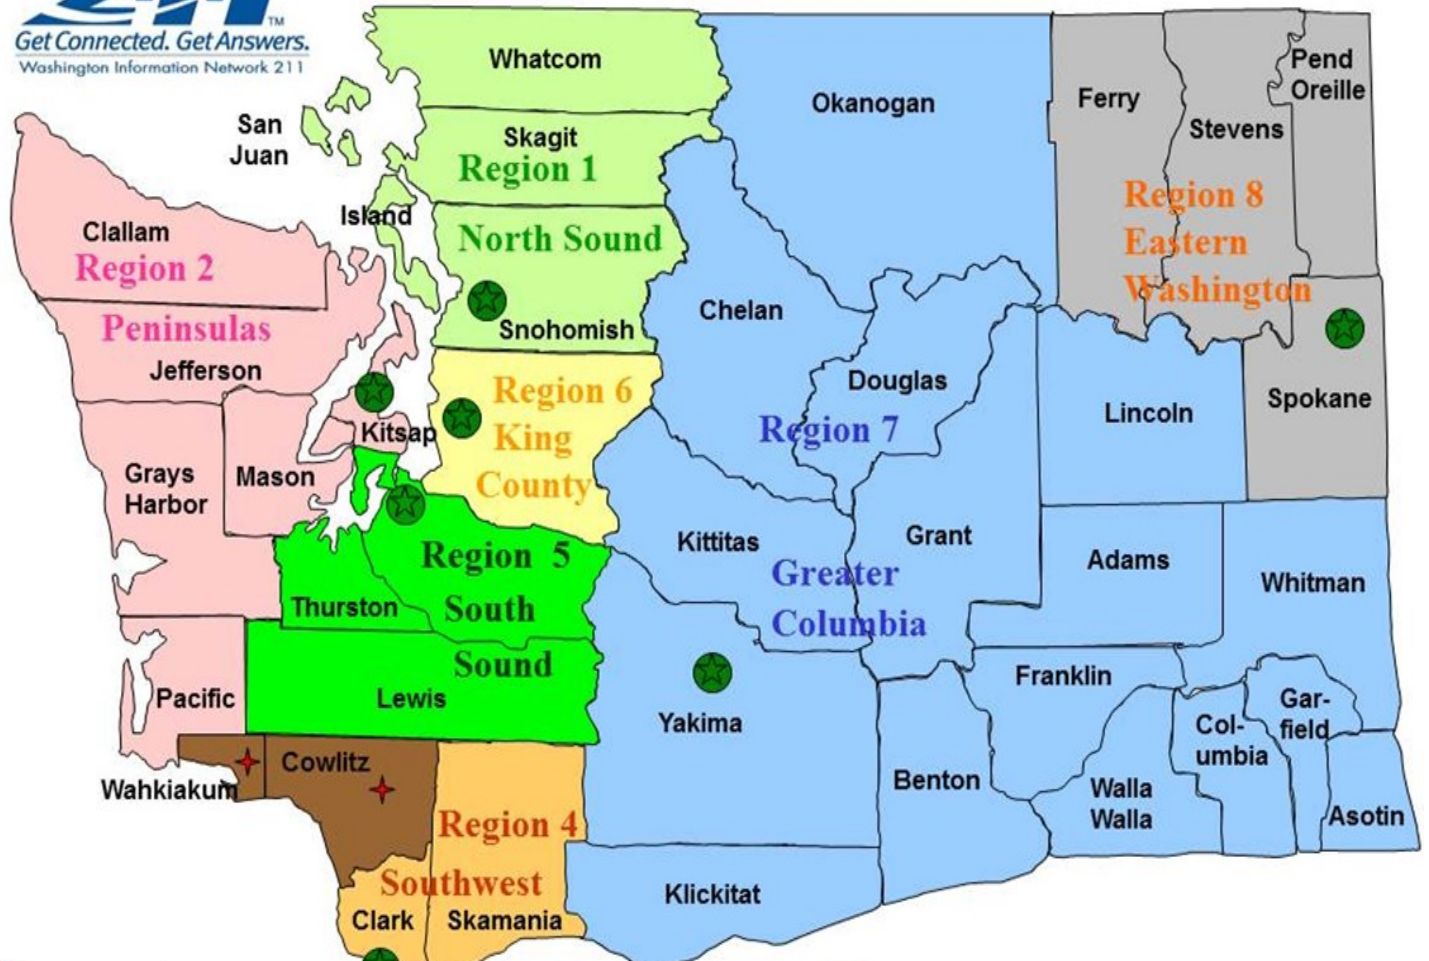 TM
Get Connected. Get Answers.
Washington Information Network 211
Whatcom
Okanogan
Ferry
Stevens
Pend
Oreille
San
Juan
Skagit
Region 1
Island
North Sound
Snohomish
Region 8
Eastern
Washington
Clallam
Region 2
Peninsulas
Jefferson
Chelan
Douglas
Region 7
Lincoln
Spokane
Region 6
King
County
Kitsap
Grays
Harbor
Mason
Kittitas
Grant
Greater
Columbia
Adams
Whitman
Region 5
South
Sound
Thurston
Lewis
Pacific
Yakima
Franklin
Gar-
field
Col-
umbia
Wahkiakum
Cowlitz
Benton
Walla
Walla
Asotin
Region 4
Southwest
Clark
Skamania
Klickitat